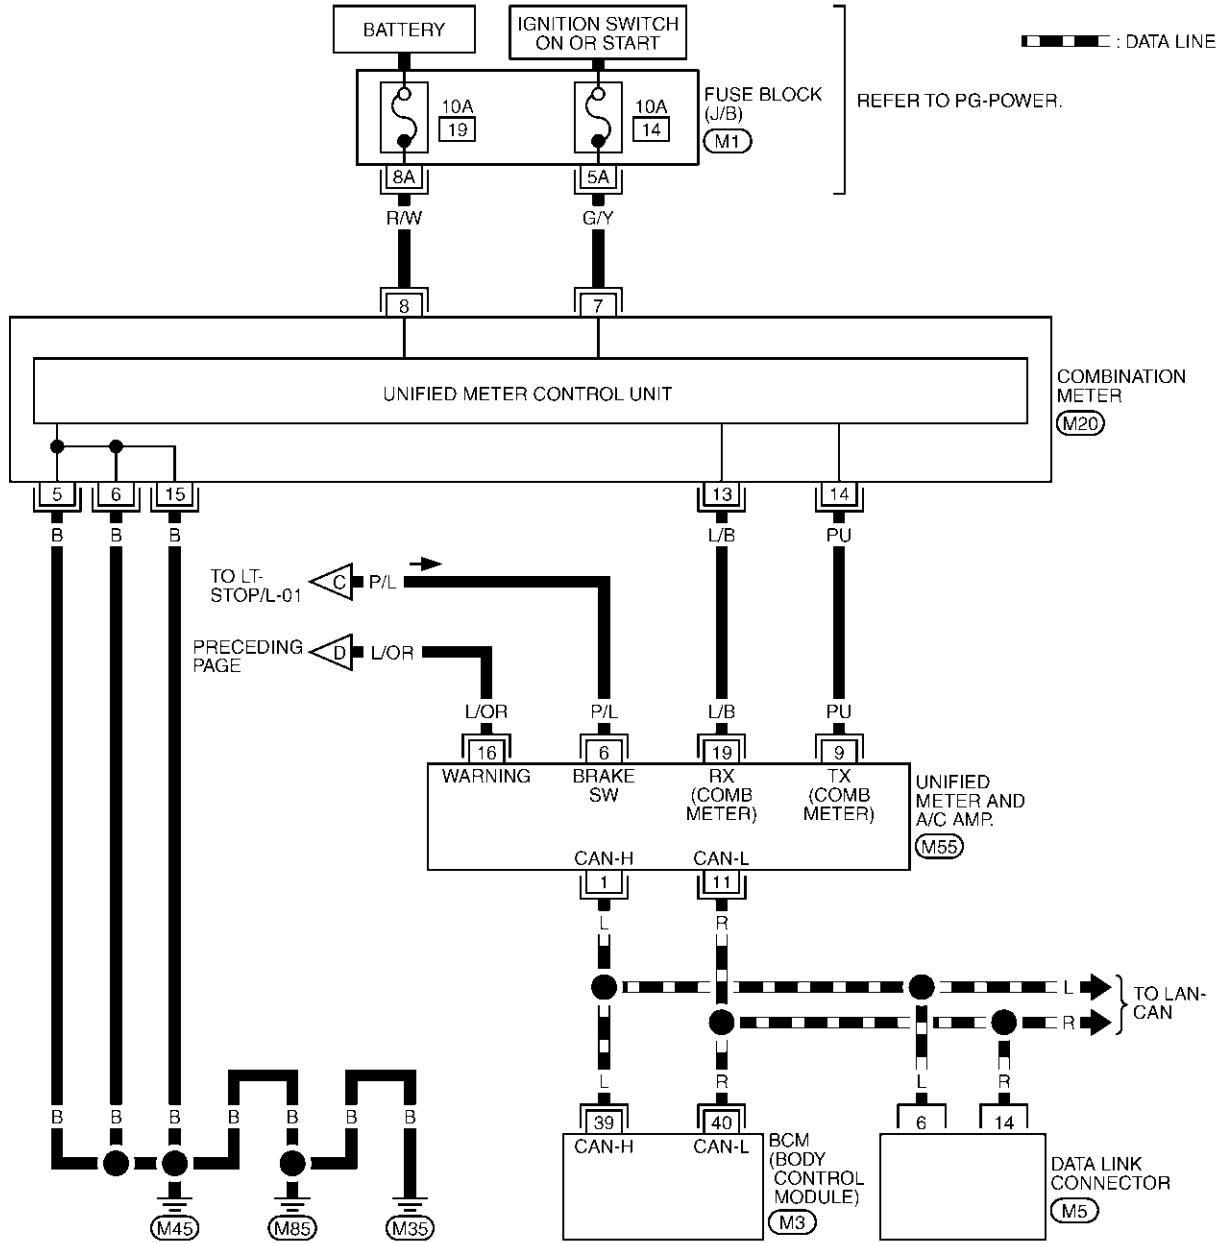 BATTERY
IGNITION SWITCH
ON OR START
: DATA LINE
10A
19
10A
14
FUSE BLOCK
(J/B)
M1
REFER TO PG-POWER.
8A
5A
R/W
G/Y
8
7
UNIFIED METER CONTROL UNIT
COMBINATION
METER
M20
5
6
15
13
14
B
B
B
L/B
PU
TO LT-
STOP/L-01
C
P/L
PRECEDING
PAGE
D
L/OR
L/OR
P/L
L/B
PU
16
6
19
9
WARNING
BRAKE
SW
RX
(COMB
METER)
TX
(COMB
METER)
UNIFIED
METER AND
A/C AMP.
M55
CAN-H
CAN-L
1
11
L
R
L
R
TO LAN-
CAN
L
R
L
R
B
B
B
B
B
B
B
39
40
6
14
CAN-H
CAN-L
BCM
(BODY
CONTROL
MODULE)
M3
DATA LINK
CONNECTOR
M5
M45
M85
M35